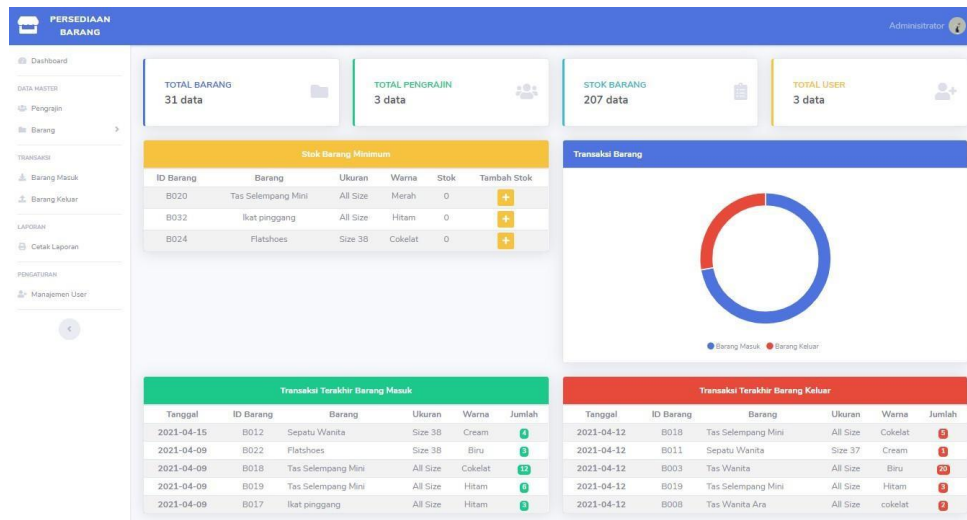 PERSEDIAAN
BARANG
Adminisitrator
Dashboard
DATA MASTER
Pengrajin
Barang
TRANSAKSI
Barang Masuk
Barang Keluar
LAPORAN
Cetak Laporan
PENGATURAN
Manajemen User
TOTAL BARANG
31 data
TOTAL PENGRAJIN
3 data
STOK BARANG
207 data
TOTAL USER
3 data
Stok Barang Minimum
ID Barang Barang Ukuran Warna Stok Tambah Stok
B020 Tas Selempang Mini All Size Merah 0 +
B032 Ikat pinggang All Size Hitam 0 +
B024 Flatshoes Size 38 Cokelat 0 +
Transaksi Barang
Barang Masuk Barang Keluar
Transaksi Terakhir Barang Masuk
Tanggal ID Barang Barang Ukuran Warna Jumlah
2021-04-15 B012 Sepatu Wanita Size 38 Cream 4
2021-04-09 B022 Flatshoes Size 38 Biru 3
2021-04-09 B018 Tas Selempang Mini All Size Cokelat 12
2021-04-09 B019 Tas Selempang Mini All Size Hitam
2021-04-09 B017 Ikat pinggang All Size Hitam
Transaksi Terakhir Barang Keluar
Tanggal ID Barang Barang Ukuran Warna Jumlah
2021-04-12 B018 Tas Selempang Mini All Size Cokelat 5
2021-04-12 B011 Sepatu Wanita Size 37 Cream 1
2021-04-12 B003 Tas Wanita All Size Biru 20
2021-04-12 B019 Tas Selempang Mini All Size Hitam 3
2021-04-12 B008 Tas Wanita Ara All Size cokelat 2